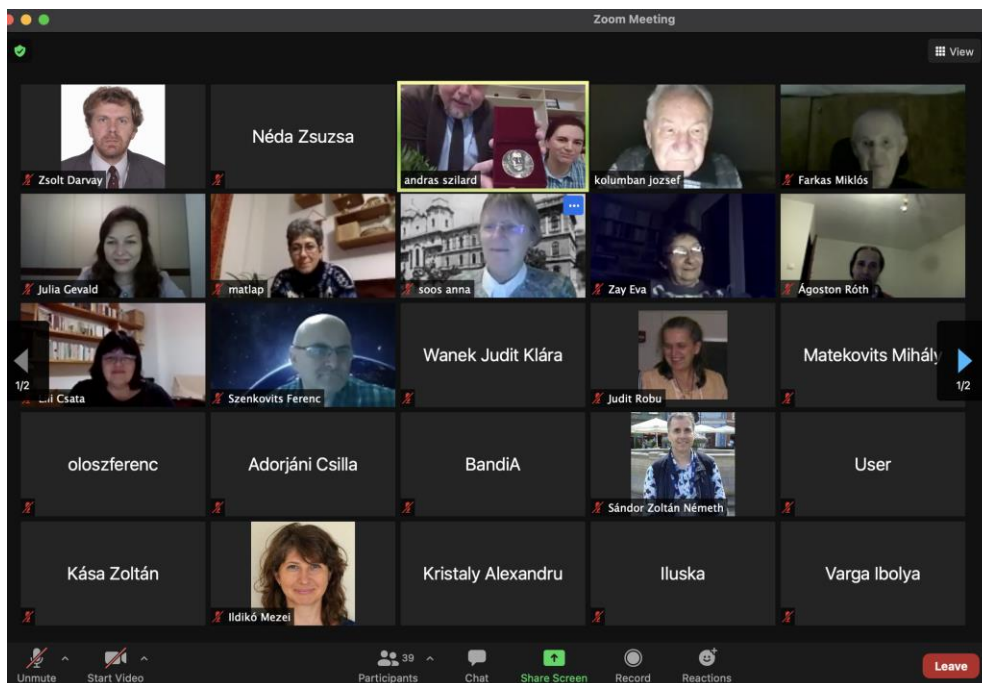 Zoom Meeting
View
Zsolt Darvay
Néda Zsuzsa
andras szilard
kolumban jozsef
Farkas Miklós
Julia Gevald
matlap
soos anna
Zay Eva
Ágoston Róth
1/2
Csata
Szenkovits Ferenc
Wanek Judit Klára
Judit Robu
Matekovits Mihály
1/2
oloszferenc
Adorjáni Csilla
BandiA
Sándor Zoltán Németh
User
Kása Zoltán
Ildikó Mezei
Kristaly Alexandru
Iluska
Varga Ibolya
Unmute
Start Video
39
Participants
Chat
Share Screen
Record
Reactions
Leave